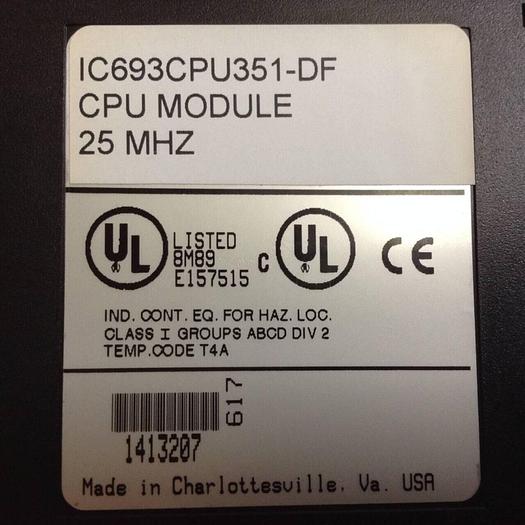 IC693CPU351-DF
CPU MODULE
25 MHZ
UL
LISTED
8M89
E157515
C
UL
CE
IND. CONT. EQ. FOR HAZ. LOC.
CLASS I GROUPS ABCD DIV 2
TEMP.CODE T4A
617
1413207
Made in Charlottesville, Va. USA